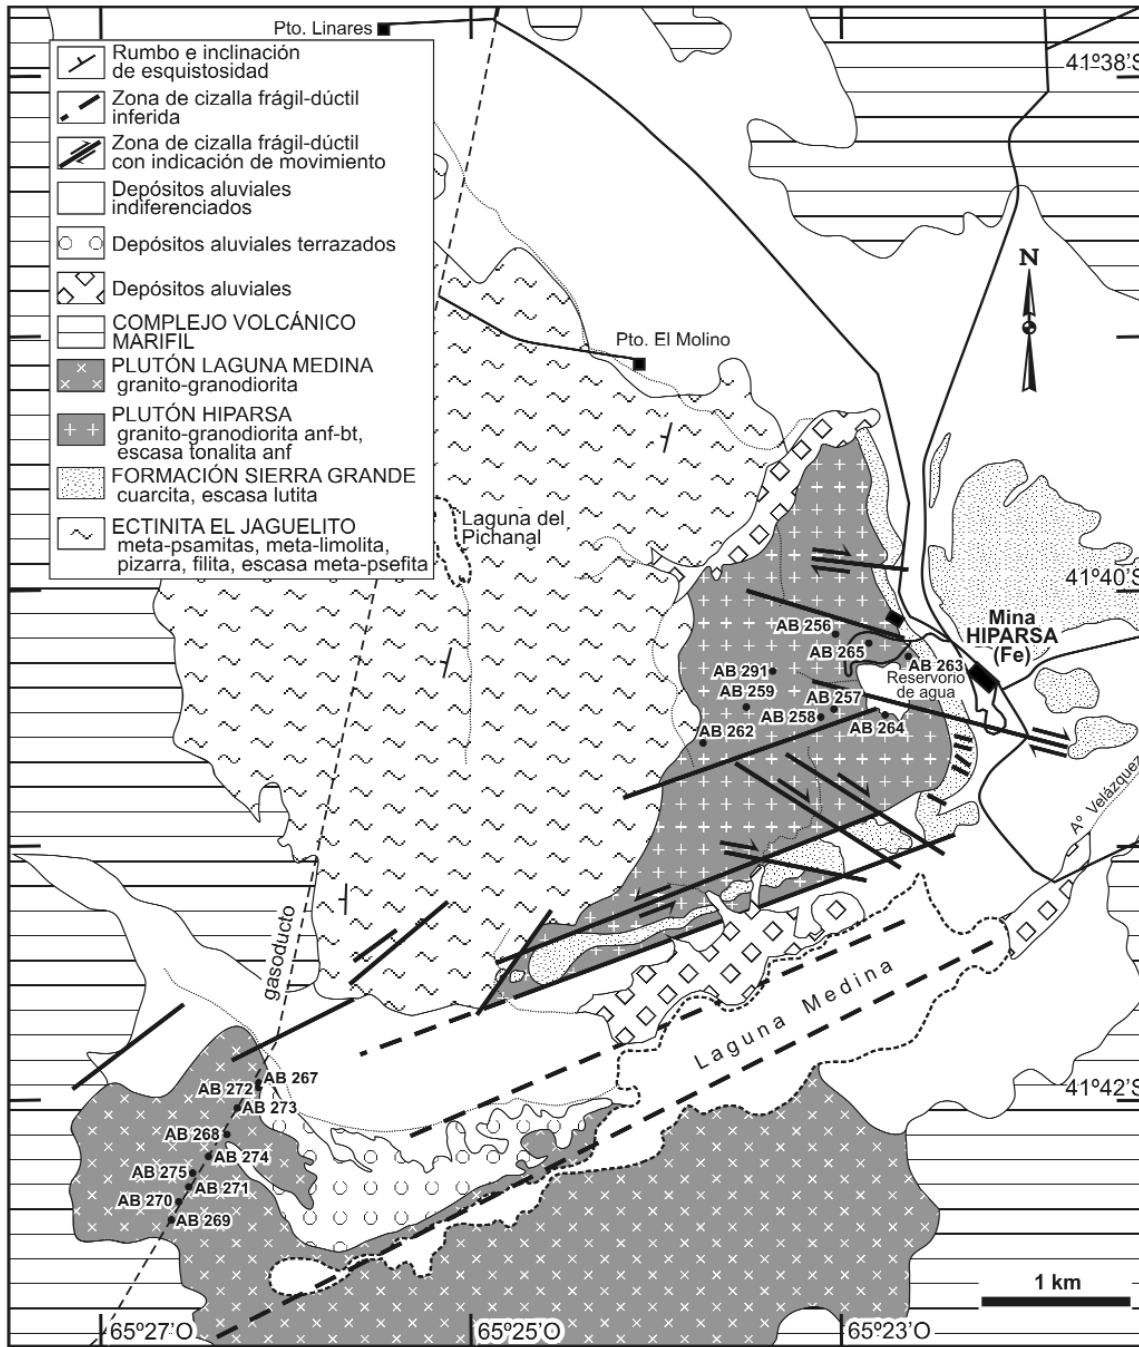 Pto. Linares
41º38'S
Rumbo e inclinación
de esquistosidad
Zona de cizalla frágil-dúctil
inferida
Zona de cizalla frágil-dúctil
con indicación de movimiento
Depósitos aluviales
indiferenciados
Depósitos aluviales terrazados
Depósitos aluviales
COMPLEJO VOLCÁNICO
MARIFIL
PLUTÓN LAGUNA MEDINA
granito-granodiorita
PLUTÓN HIPARSA
granito-granodiorita anf-bt,
escasa tonalita anf
FORMACIÓN SIERRA GRANDE
cuarcita, escasa lutita
ECTINITA EL JAGUELITO
meta-psamitas, meta-limolita,
pizarra, filita, escasa meta-psefita
N
Pto. El Molino
Laguna del
Pichanal
41º40'S
Mina
HIPARSA
(Fe)
AB 256
AB 265
AB 263
Reservorio
de agua
AB 291
AB 259
AB 257
AB 258
AB 264
AB 262
Aº Velázquez
gasoducto
Laguna Medina
41º42'S
AB 267
AB 272
AB 273
AB 268
AB 274
AB 275
AB 271
AB 270
AB 269
1 km
65º27'O
65º25'O
65º23'O